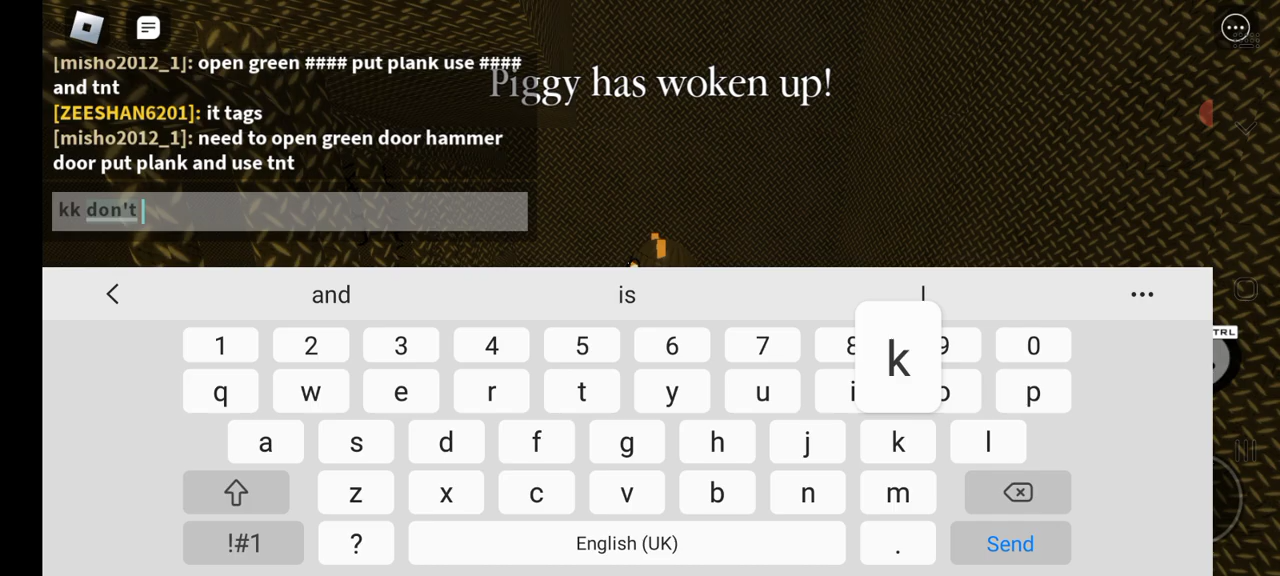 [misho2012_1]: open green #### put plank use ####
and tnt
Piggy has woken up!
[ZEESHAN6201]: it tags
[misho2012_1]: need to open green door hammer
door put plank and use tnt
kk don't
and is I
k
1 2 3 4 5 6 7 8 9 0
q w e r t y u i o p
a s d f g h j k l
z x c v b n m
!#1 ? English (UK) . Send
TRL